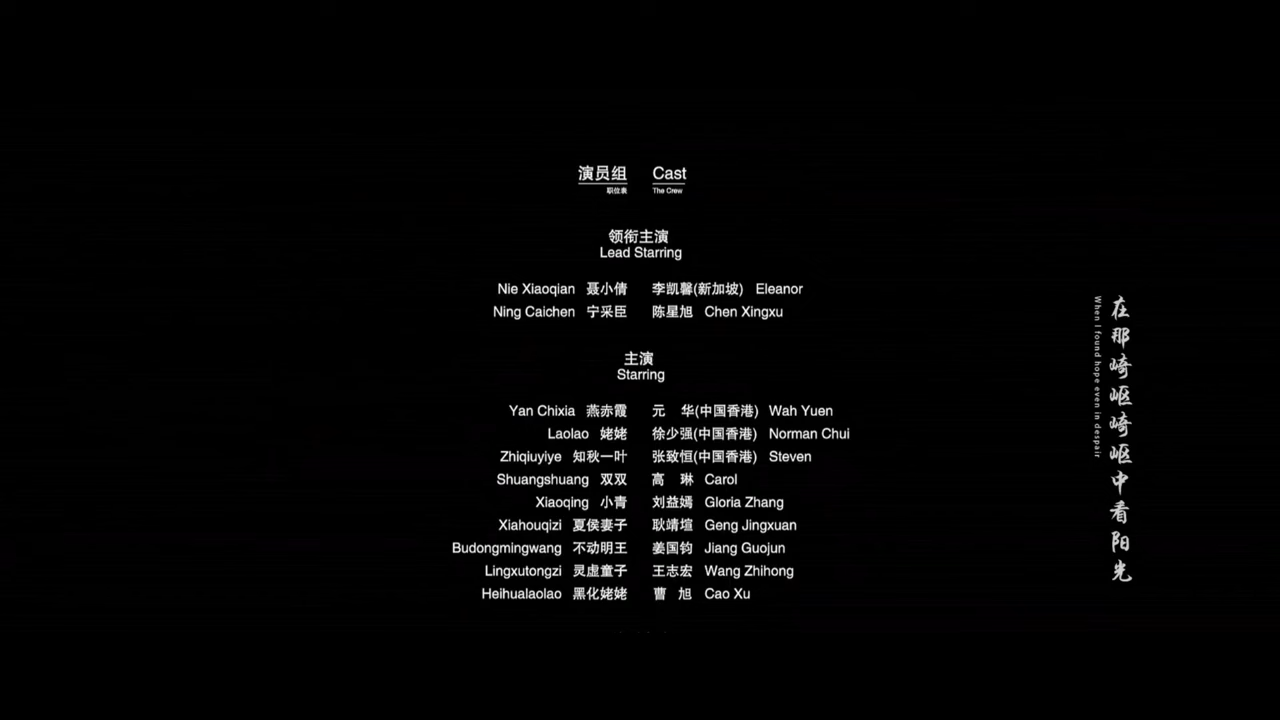 演员组 Cast
职位表 The Crew
领衔主演
Lead Starring
Nie Xiaoqian 聂小倩 李凯馨(新加坡) Eleanor
Ning Caichen 宁采臣 陈星旭 Chen Xingxu
主演
Starring
Yan Chixia 燕赤霞 元 华(中国香港) Wah Yuen
Laolao 姥姥 徐少强(中国香港) Norman Chui
Zhiqiuyiye 知秋一叶 张致恒(中国香港) Steven
Shuangshuang 双双 高 琳 Carol
Xiaoqing 小青 刘益嫣 Gloria Zhang
Xiahouqizi 夏侯妻子 耿靖煊 Geng Jingxuan
Budongmingwang 不动明王 姜国钧 Jiang Guojun
Lingxutongzi 灵虚童子 王志宏 Wang Zhihong
Heihualaolao 黑化姥姥 曹 旭 Cao Xu
在那崎岖崎岖中看阳光
When I found hope even in despair